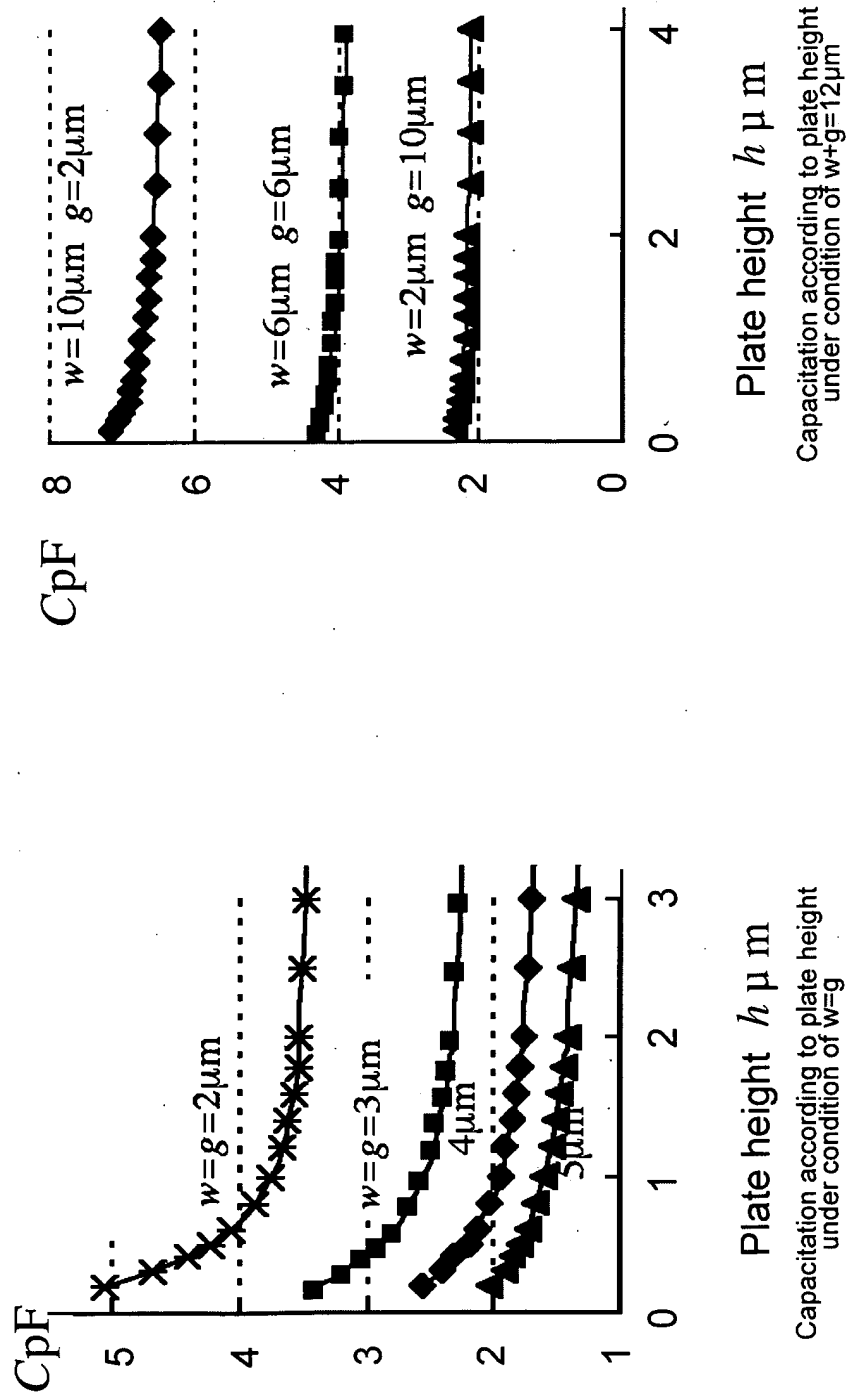 CpF
5
4
3
2
1
w=g=2μm
w=g=3μm
4μm
5μm
0
1
2
3
Plate height h μ m
Capacitation according to plate height
under condition of w=g
CpF
8
6
4
2
0
w=10μm g=2μm
w=6μm g=6μm
w=2μm g=10μm
0
2
4
Plate height h μ m
Capacitation according to plate height
under condition of w+g=12μm